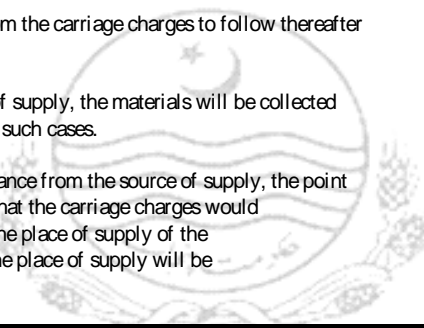 m the carriage charges to follow thereafter
f supply, the materials will be collected
such cases.
ance from the source of supply, the point
hat the carriage charges would
he place of supply of the
he place of supply will be